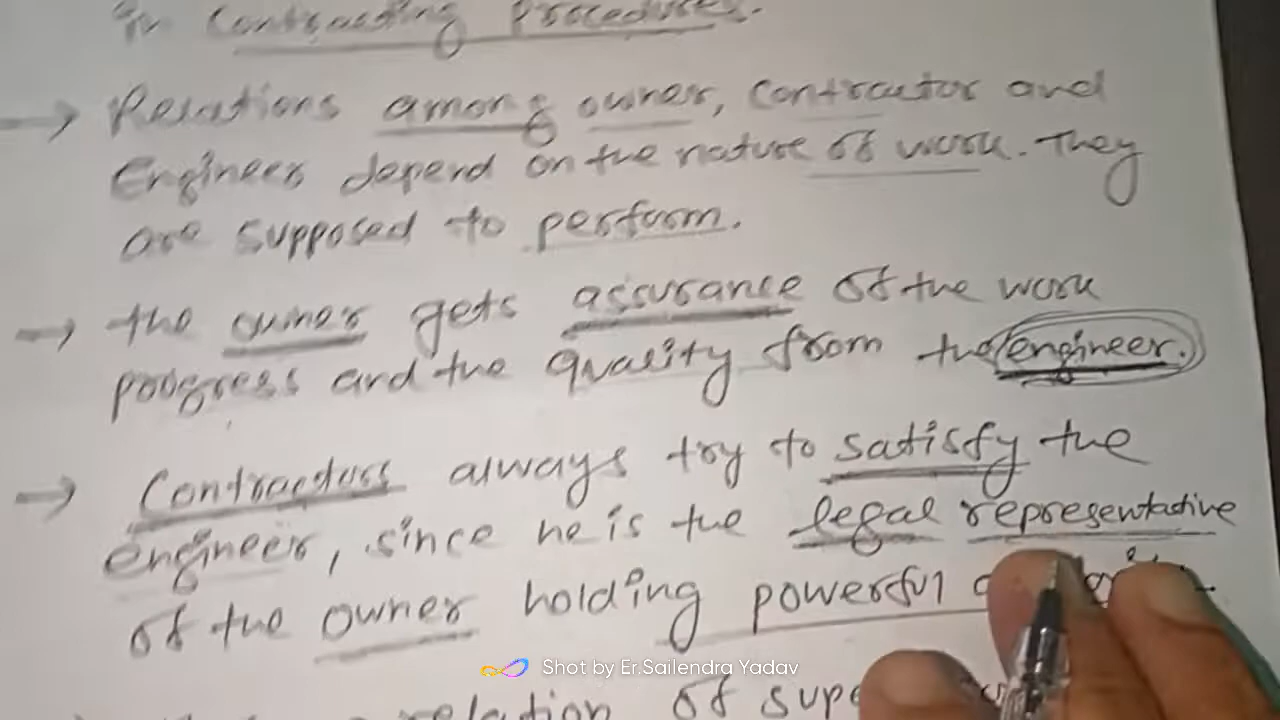 in Contracting Procedures.
→ Relations among owner, contractor and
Engineer depend on the nature of work. They
are supposed to perform.
→ the owner gets assurance of the work
progress and the quality from the engineer.
→ Contractors always try to satisfy the
engineer, since he is the legal representative
of the owner holding powerful
relation of
Shot by Er.Sailendra Yadav